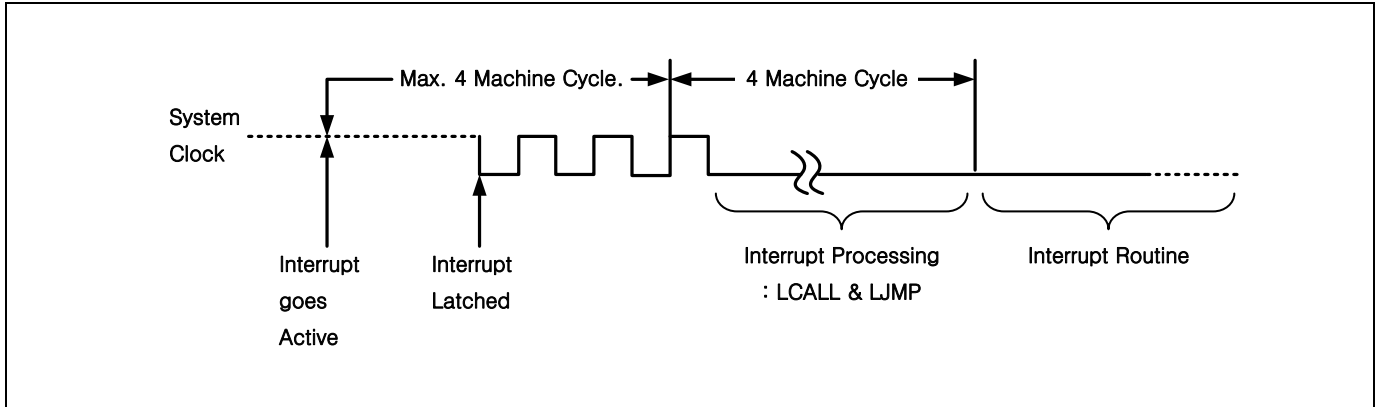 Max. 4 Machine Cycle.
4 Machine Cycle
System
Clock
Interrupt
goes
Active
Interrupt
Latched
Interrupt Processing
: LCALL & LJMP
Interrupt Routine